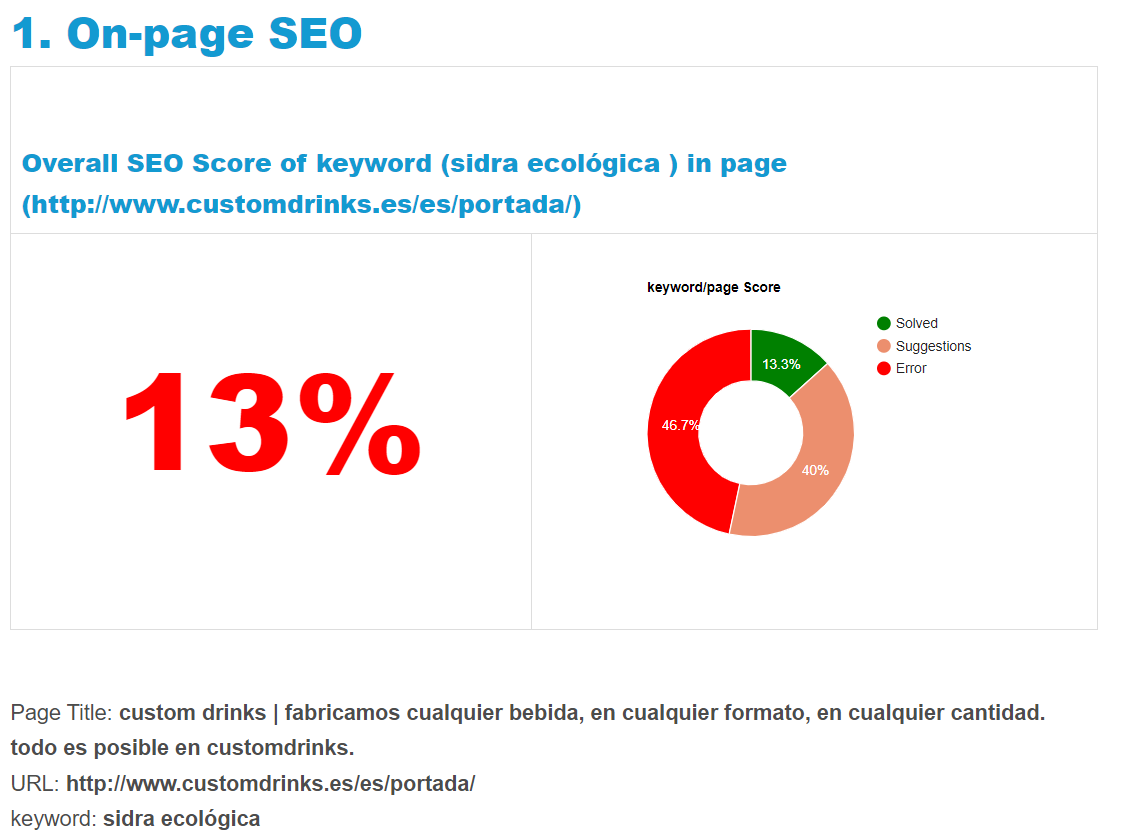 1. On-page SEO
Overall SEO Score of keyword (sidra ecológica ) in page
(http://www.customdrinks.es/es/portada/)
13%
keyword/page Score
Solved
Suggestions
Error
13.3%
46.7%
40%
Page Title: custom drinks | fabricamos cualquier bebida, en cualquier formato, en cualquier cantidad.
todo es posible en customdrinks.
URL: http://www.customdrinks.es/es/portada/
keyword: sidra ecológica